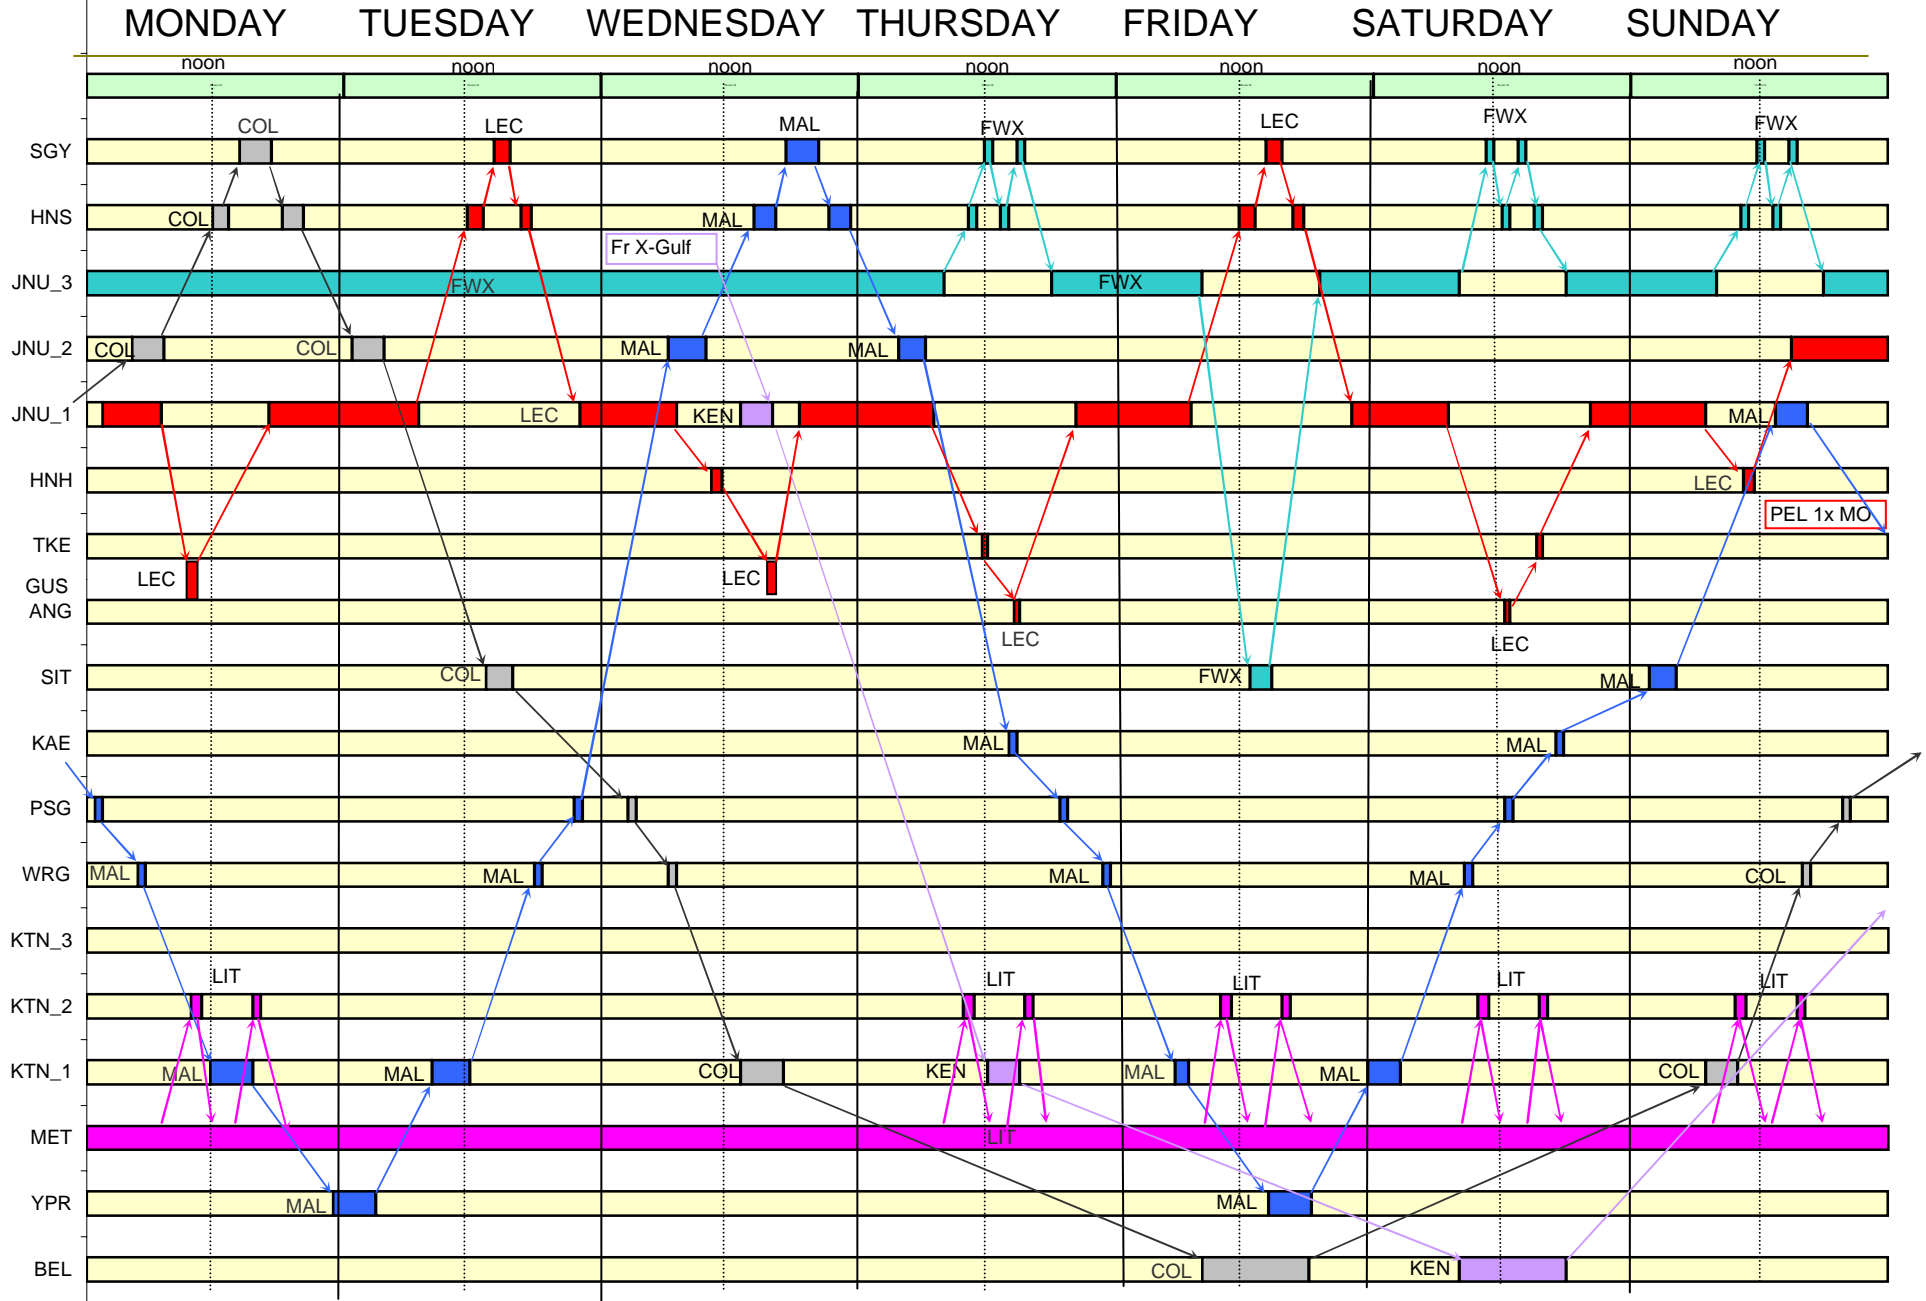 MONDAY TUESDAY WEDNESDAY THURSDAY FRIDAY SATURDAY SUNDAY
noon noon noon noon noon noon noon
COL LEC MAL FWX LEC FWX FWX
SGY
HNS COL MAL
Fr X-Gulf
JNU_3 FWX FWX
JNU_2 COL COL MAL MAL
JNU_1 LEC KEN MAL
HNH LEC
PEL 1x MO
TKE
LEC LEC
GUS
ANG
LEC LEC
SIT COL FWX MAL
KAE MAL MAL
PSG
WRG MAL MAL MAL MAL COL
KTN_3
LIT LIT LIT LIT LIT
KTN_2
KTN_1 MAL MAL COL KEN MAL MAL COL
MET LIT
YPR MAL MAL
BEL COL KEN